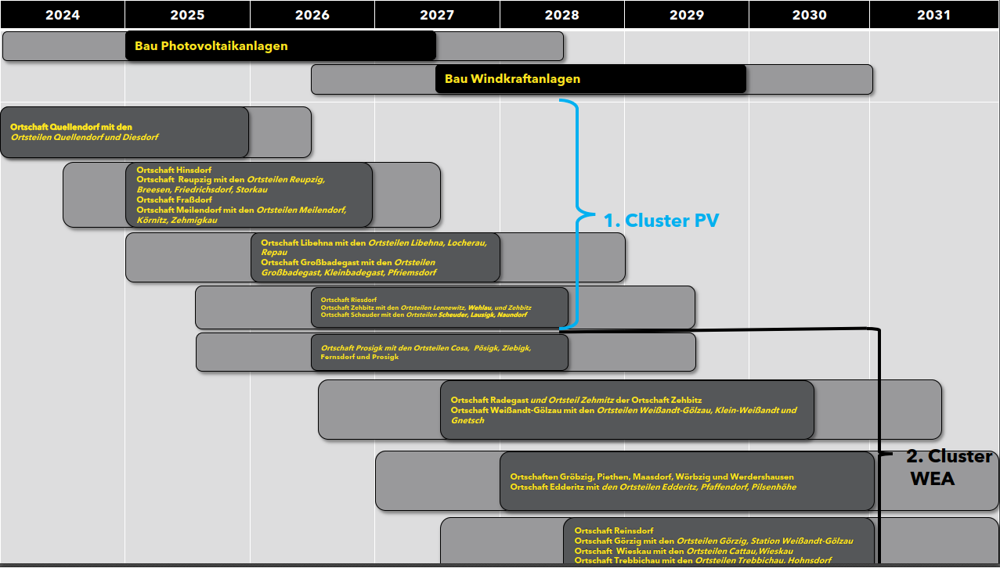 2024 2025 2026 2027 2028 2029 2030 2031
Bau Photovoltaikanlagen
Bau Windkraftanlagen
Ortschaft Quellendorf mit den
Ortsteilen Quellendorf und Diesdorf
Ortschaft Hinsdorf
Ortschaft Reupzig mit den Ortsteilen Reupzig,
Breesen, Friedrichsdorf, Storkau
Ortschaft Fraßdorf
Ortschaft Meilendorf mit den Ortsteilen Meilendorf,
Körnitz, Zehmigkau
1. Cluster PV
Ortschaft Libehna mit den Ortsteilen Libehna, Locherau,
Repau
Ortschaft Großbadegast mit den Ortsteilen
Großbadegast, Kleinbadegast, Pfriemsdorf
Ortschaft Riesdorf
Ortschaft Zehbitz mit den Ortsteilen Lennewitz, Wehlau, und Zehbitz
Ortschaft Scheuder mit den Ortsteilen Scheuder, Lausigk, Naundorf
Ortschaft Prosigk mit den Ortsteilen Cosa, Pösigk, Ziebigk,
Fernsdorf und Prosigk
Ortschaft Radegast und Ortsteil Zehmitz der Ortschaft Zehbitz
Ortschaft Weißandt-Gölzau mit den Ortsteilen Weißandt-Gölzau, Klein-Weißandt und
Gnetsch
2. Cluster
WEA
Ortschaften Gröbzig, Piethen, Maasdorf, Wörbzig und Werdershausen
Ortschaft Edderitz mit den Ortsteilen Edderitz, Pfaffendorf, Pilsenhöhe
Ortschaft Reinsdorf
Ortschaft Görzig mit den Ortsteilen Görzig, Station Weißandt-Gölzau
Ortschaft Wieskau mit den Ortsteilen Cattau,Wieskau
Ortschaft Trebbichau mit den Ortsteilen Trebbichau, Hohnsdorf